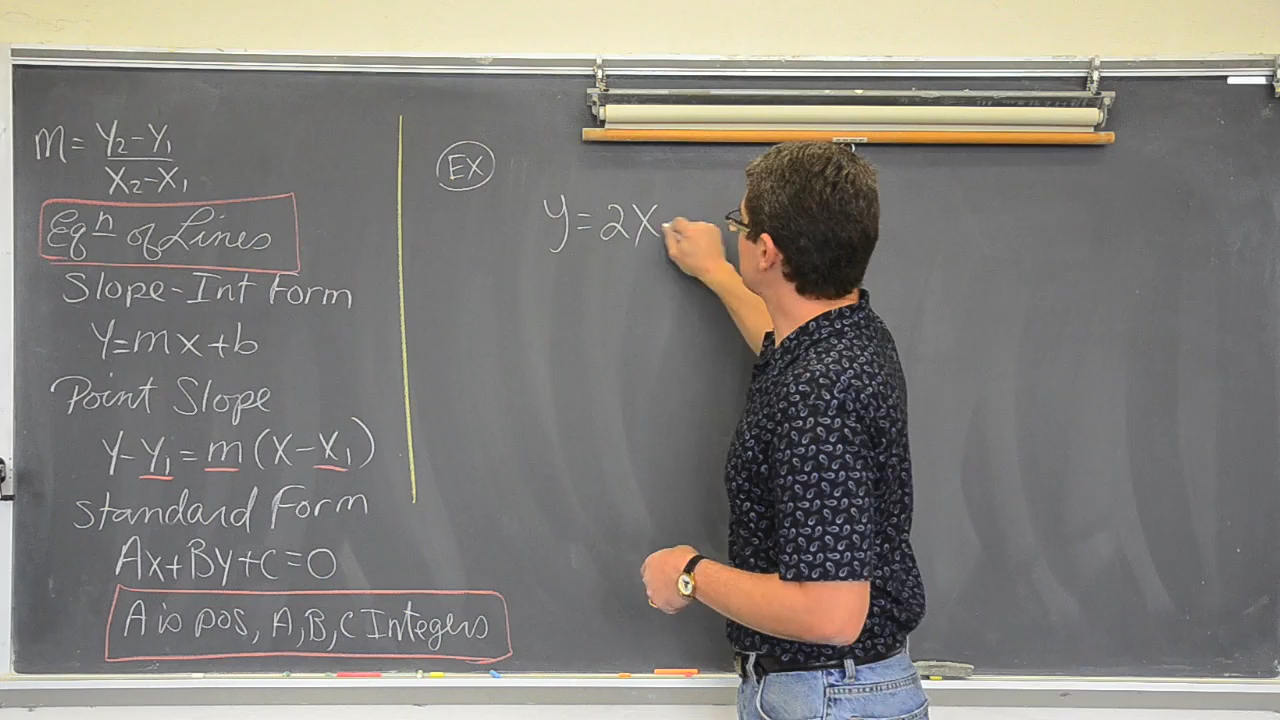 m = Y₂-Y₁
X₂-X₁
Eqn of Lines
Slope-Int Form
Y=mx+b
Point Slope
Y-Y₁=m(X-X₁)
Standard Form
Ax+By+C=0
A is pos, A,B,C Integers
EX
Y=2X